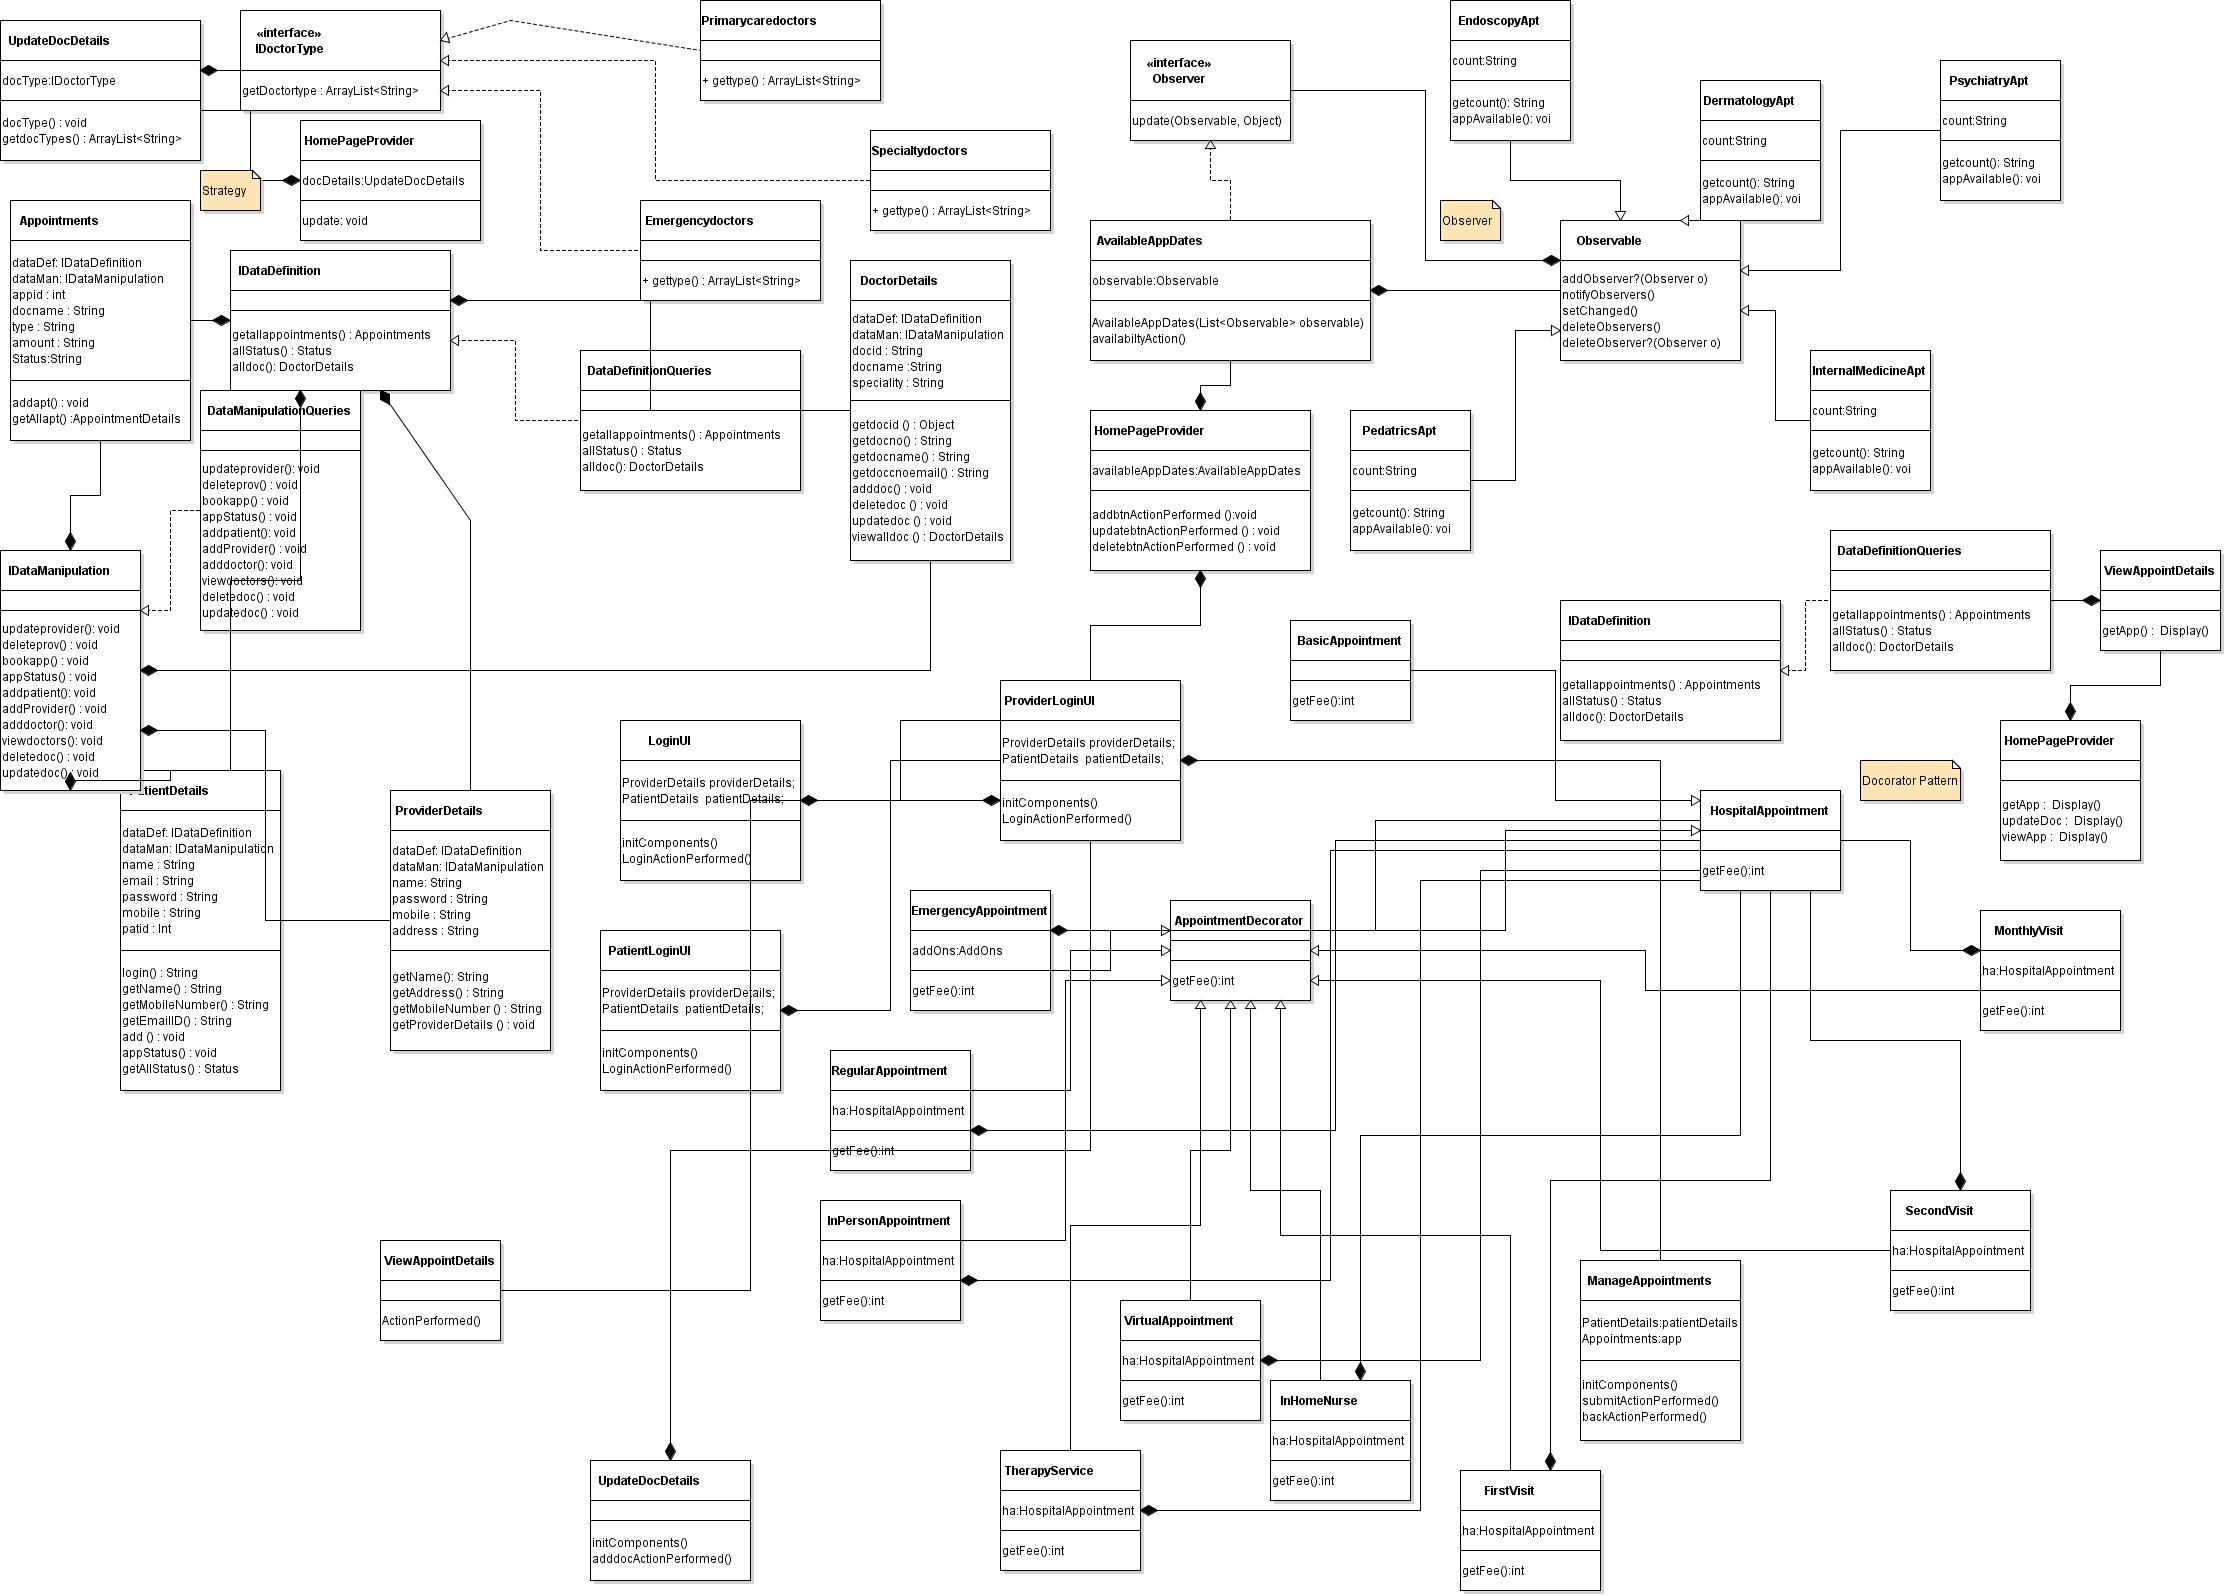 UpdateDocDetails
docType:IDoctorType
docType() : void
getdocTypes() : ArrayList<String>
«interface»
IDoctorType
getDoctortype : ArrayList<String>
Primarycaredoctors
+ gettype() : ArrayList<String>
HomePageProvider
docDetails:UpdateDocDetails
update: void
Strategy
Specialtydoctors
+ gettype() : ArrayList<String>
Emergencydoctors
+ gettype() : ArrayList<String>
Appointments
dataDef: IDataDefinition
dataMan: IDataManipulation
appid : int
docname : String
type : String
amount : String
Status:String
addapt() : void
getAllapt() :AppointmentDetails
IDataDefinition
getallappointments() : Appointments
allStatus() : Status
alldoc(): DoctorDetails
DataDefinitionQueries
getallappointments() : Appointments
allStatus() : Status
alldoc(): DoctorDetails
DoctorDetails
dataDef: IDataDefinition
dataMan: IDataManipulation
docid : String
docname :String
speciality : String
getdocid () : Object
getdocno() : String
getdocname() : String
getdoccnoemail() : String
adddoc() : void
deletedoc () : void
updatedoc () : void
viewalldoc () : DoctorDetails
DataManipulationQueries
updateprovider(): void
deleteprov() : void
bookapp() : void
appStatus() : void
addpatient(): void
addProvider() : void
adddoctor(): void
viewdoctors(): void
deletedoc() : void
updatedoc() : void
IDataManipulation
updateprovider(): void
deleteprov() : void
bookapp() : void
appStatus() : void
addpatient(): void
addProvider() : void
adddoctor(): void
viewdoctors(): void
deletedoc() : void
updatedoc() : void
PatientDetails
dataDef: IDataDefinition
dataMan: IDataManipulation
name : String
email : String
password : String
mobile : String
patid : Int
login() : String
getName() : String
getMobileNumber() : String
getEmailID() : String
add () : void
appStatus() : void
getAllStatus() : Status
ProviderDetails
dataDef: IDataDefinition
dataMan: IDataManipulation
name: String
password : String
mobile : String
address : String
getName(): String
getAddress() : String
getMobileNumber () : String
getProviderDetails () : void
«interface»
Observer
update(Observable, Object)
EndoscopyApt
count:String
getcount(): String
appAvailable(): voi
DermatologyApt
count:String
getcount(): String
appAvailable(): voi
PsychiatryApt
count:String
getcount(): String
appAvailable(): voi
Observer
AvailableAppDates
observable:Observable
AvailableAppDates(List<Observable> observable)
availabiltyAction()
Observable
addObserver?(Observer o)
notifyObservers()
setChanged()
deleteObservers()
deleteObserver?(Observer o)
InternalMedicineApt
count:String
getcount(): String
appAvailable(): voi
HomePageProvider
availableAppDates:AvailableAppDates
addbtnActionPerformed ():void
updatebtnActionPerformed () : void
deletebtnActionPerformed () : void
PedatricsApt
count:String
getcount(): String
appAvailable(): voi
DataDefinitionQueries
getallappointments() : Appointments
allStatus() : Status
alldoc(): DoctorDetails
ViewAppointDetails
getApp() :  Display()
IDataDefinition
getallappointments() : Appointments
allStatus() : Status
alldoc(): DoctorDetails
BasicAppointment
getFee():int
HomePageProvider
getApp :  Display()
updateDoc :  Display()
viewApp :  Display()
Docorator Pattern
ProviderLoginUI
ProviderDetails providerDetails;
PatientDetails  patientDetails;
initComponents()
LoginActionPerformed()
LoginUI
ProviderDetails providerDetails;
PatientDetails  patientDetails;
initComponents()
LoginActionPerformed()
HospitalAppointment
getFee():int
EmergencyAppointment
addOns:AddOns
getFee():int
AppointmentDecorator
getFee():int
MonthlyVisit
ha:HospitalAppointment
getFee():int
PatientLoginUI
ProviderDetails providerDetails;
PatientDetails  patientDetails;
initComponents()
LoginActionPerformed()
RegularAppointment
ha:HospitalAppointment
getFee():int
InPersonAppointment
ha:HospitalAppointment
getFee():int
SecondVisit
ha:HospitalAppointment
getFee():int
ViewAppointDetails
ActionPerformed()
ManageAppointments
PatientDetails:patientDetails
Appointments:app
initComponents()
submitActionPerformed()
backActionPerformed()
VirtualAppointment
ha:HospitalAppointment
getFee():int
InHomeNurse
ha:HospitalAppointment
getFee():int
UpdateDocDetails
initComponents()
adddocActionPerformed()
TherapyService
ha:HospitalAppointment
getFee():int
FirstVisit
ha:HospitalAppointment
getFee():int